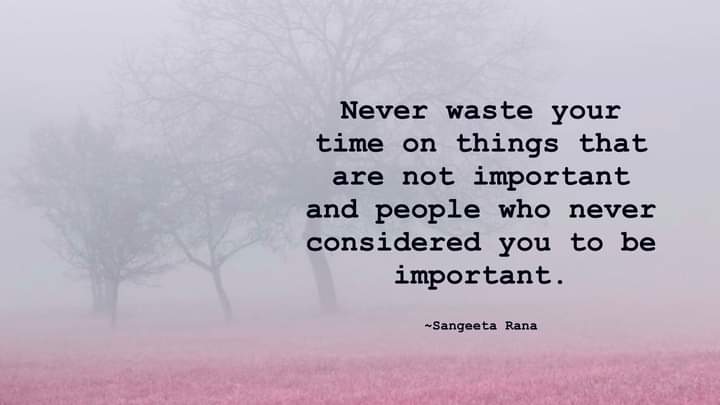 Never waste your
time on things that
are not important
and people who never
considered you to be
important.
~Sangeeta Rana